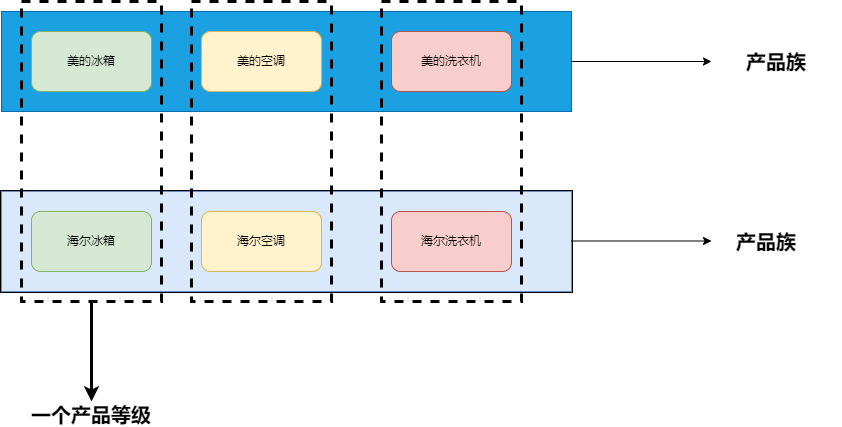 美的冰箱
美的空调
美的洗衣机
产品族
海尔冰箱
海尔空调
海尔洗衣机
产品族
一个产品等级